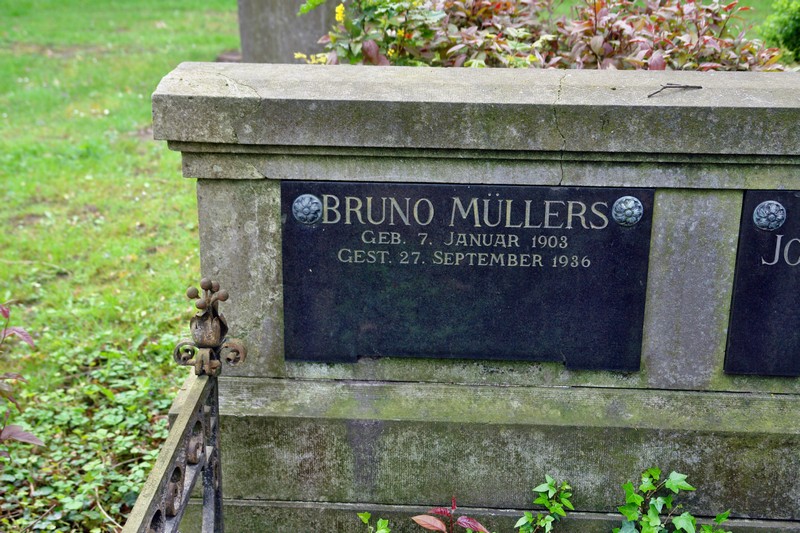 BRUNO MÜLLERS
GEB. 7. JANUAR 1903
GEST. 27. SEPTEMBER 1936